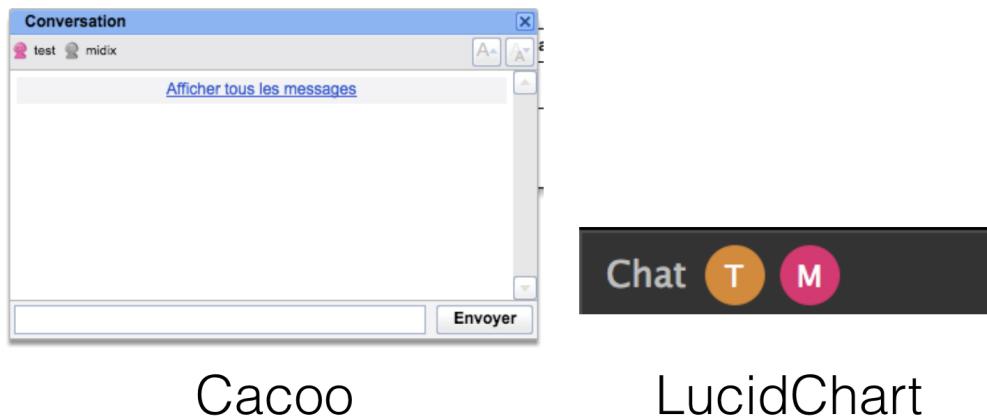 Conversation
test midix
A A
Afficher tous les messages
Envoyer
Chat T M
Cacoo
LucidChart